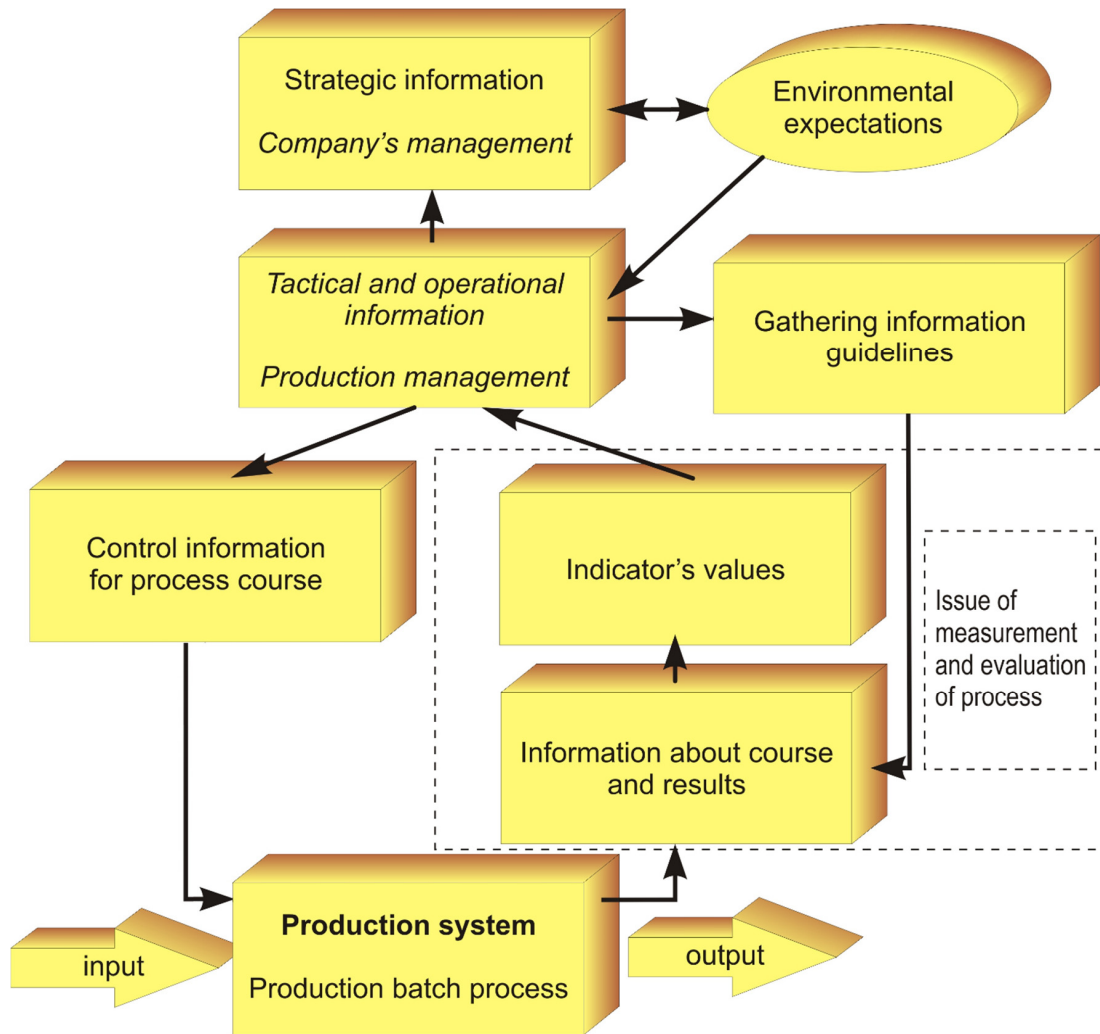 Strategic information
Company's management
Environmental
expectations
Tactical and operational
information
Production management
Gathering information
guidelines
Control information
for process course
Indicator's values
Issue of
measurement
and evaluation
of process
Information about course
and results
Production system
Production batch process
input
output